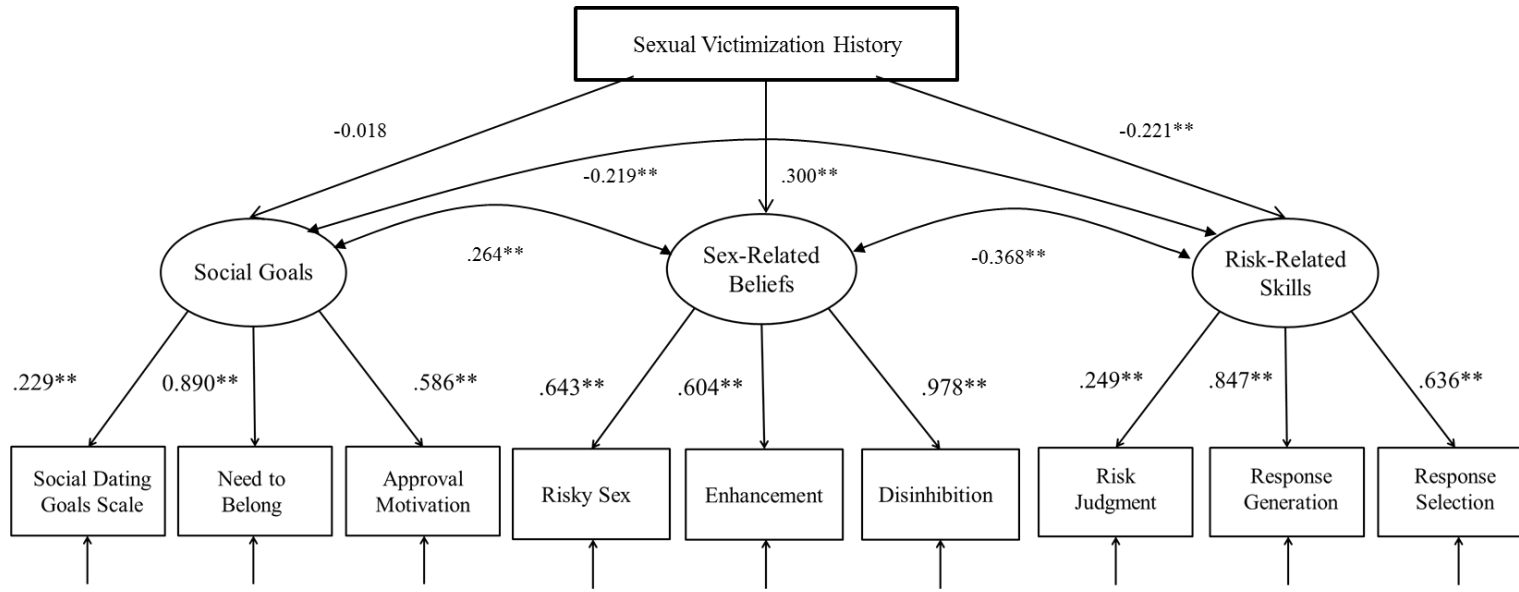 Sexual Victimization History
-0.018
-0.221**
-0.219**
.300**
.264**
-0.368**
Social Goals
Sex-Related
Beliefs
Risk-Related
Skills
.229**
0.890**
.586**
.643**
.604**
.978**
.249**
.847**
.636**
Social Dating
Goals Scale
Need to
Belong
Approval
Motivation
Risky Sex
Enhancement
Disinhibition
Risk
Judgment
Response
Generation
Response
Selection